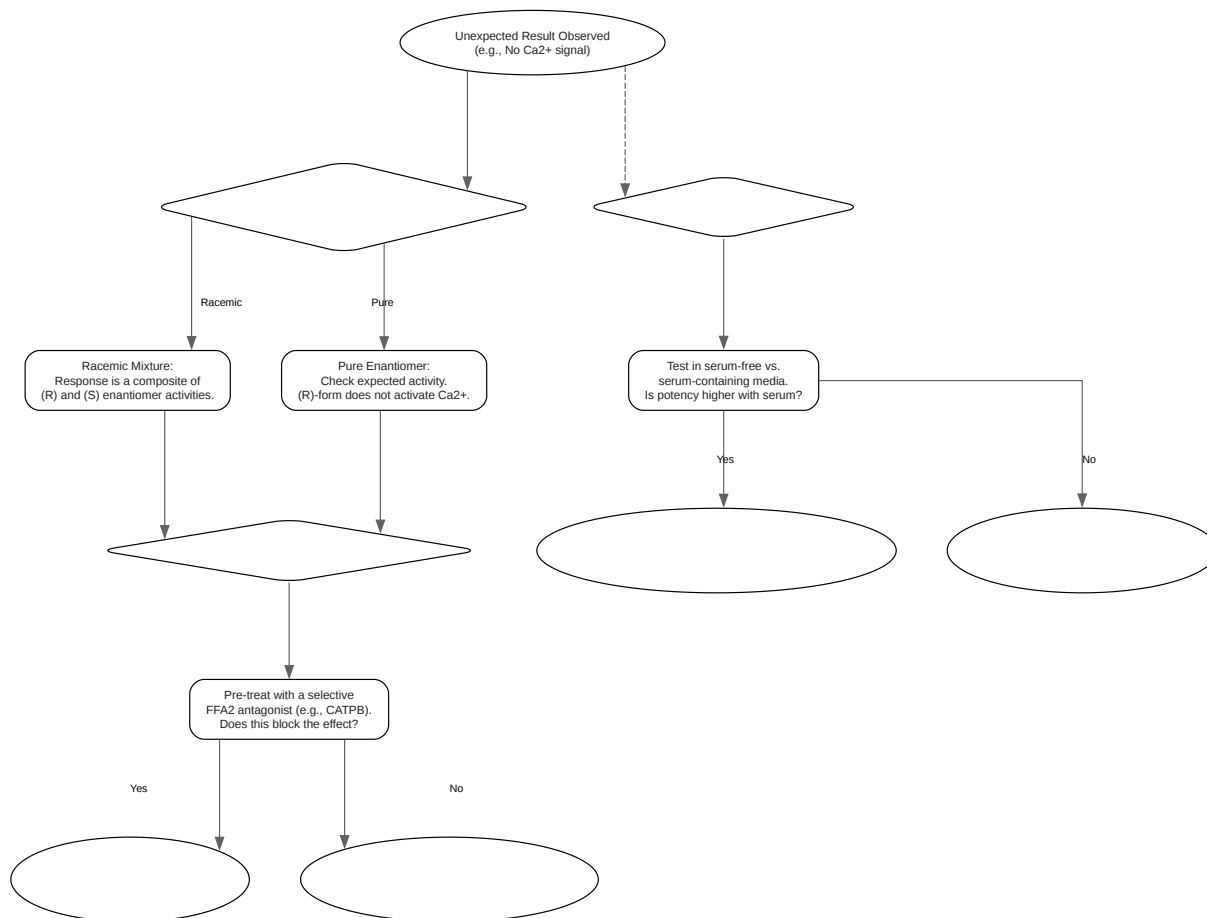 Unexpected Result Observed
(e.g., No Ca2+ signal)
Racemic
Pure
Racemic Mixture:
Response is a composite of
(R) and (S) enantiomer activities.
Pure Enantiomer:
Check expected activity.
(R)-form does not activate Ca2+.
Test in serum-free vs.
serum-containing media.
Is potency higher with serum?
Yes
No
Pre-treat with a selective
FFA2 antagonist (e.g., CATPB).
Does this block the effect?
Yes
No